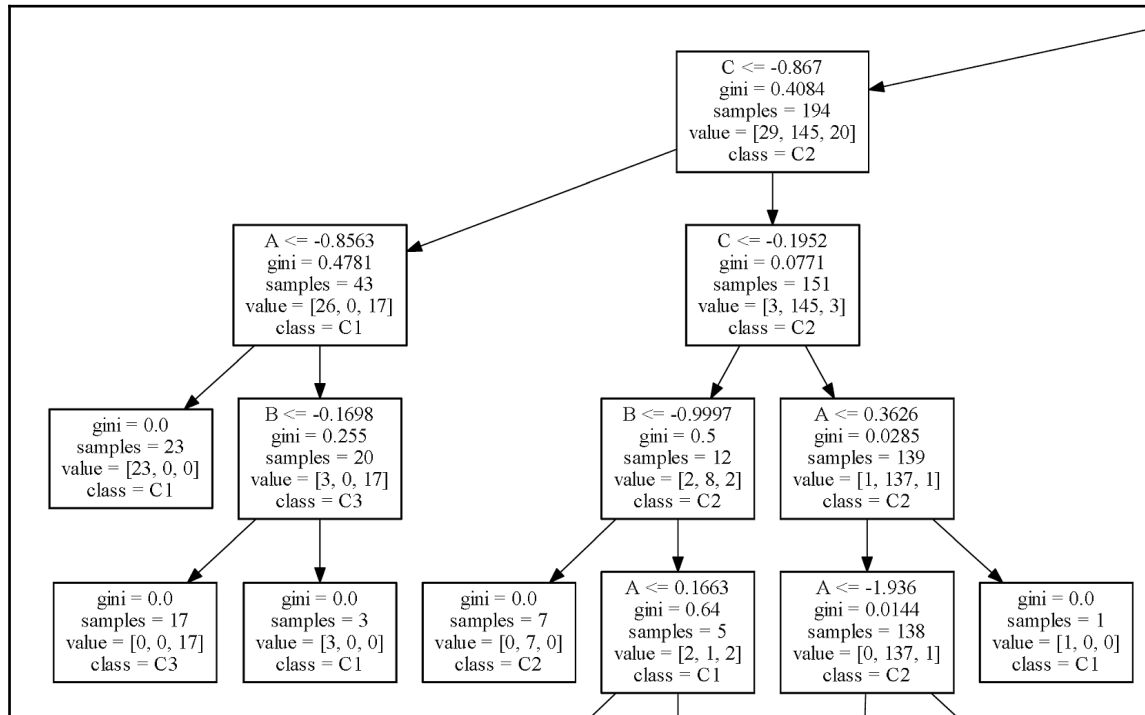 C <= -0.867
gini = 0.4084
samples = 194
value = [29, 145, 20]
class = C2
A <= -0.8563
gini = 0.4781
samples = 43
value = [26, 0, 17]
class = C1
C <= -0.1952
gini = 0.0771
samples = 151
value = [3, 145, 3]
class = C2
gini = 0.0
samples = 23
value = [23, 0, 0]
class = C1
B <= -0.1698
gini = 0.255
samples = 20
value = [3, 0, 17]
class = C3
B <= -0.9997
gini = 0.5
samples = 12
value = [2, 8, 2]
class = C2
A <= 0.3626
gini = 0.0285
samples = 139
value = [1, 137, 1]
class = C2
gini = 0.0
samples = 17
value = [0, 0, 17]
class = C3
gini = 0.0
samples = 3
value = [3, 0, 0]
class = C1
gini = 0.0
samples = 7
value = [0, 7, 0]
class = C2
A <= 0.1663
gini = 0.64
samples = 5
value = [2, 1, 2]
class = C1
A <= -1.936
gini = 0.0144
samples = 138
value = [0, 137, 1]
class = C2
gini = 0.0
samples = 1
value = [1, 0, 0]
class = C1